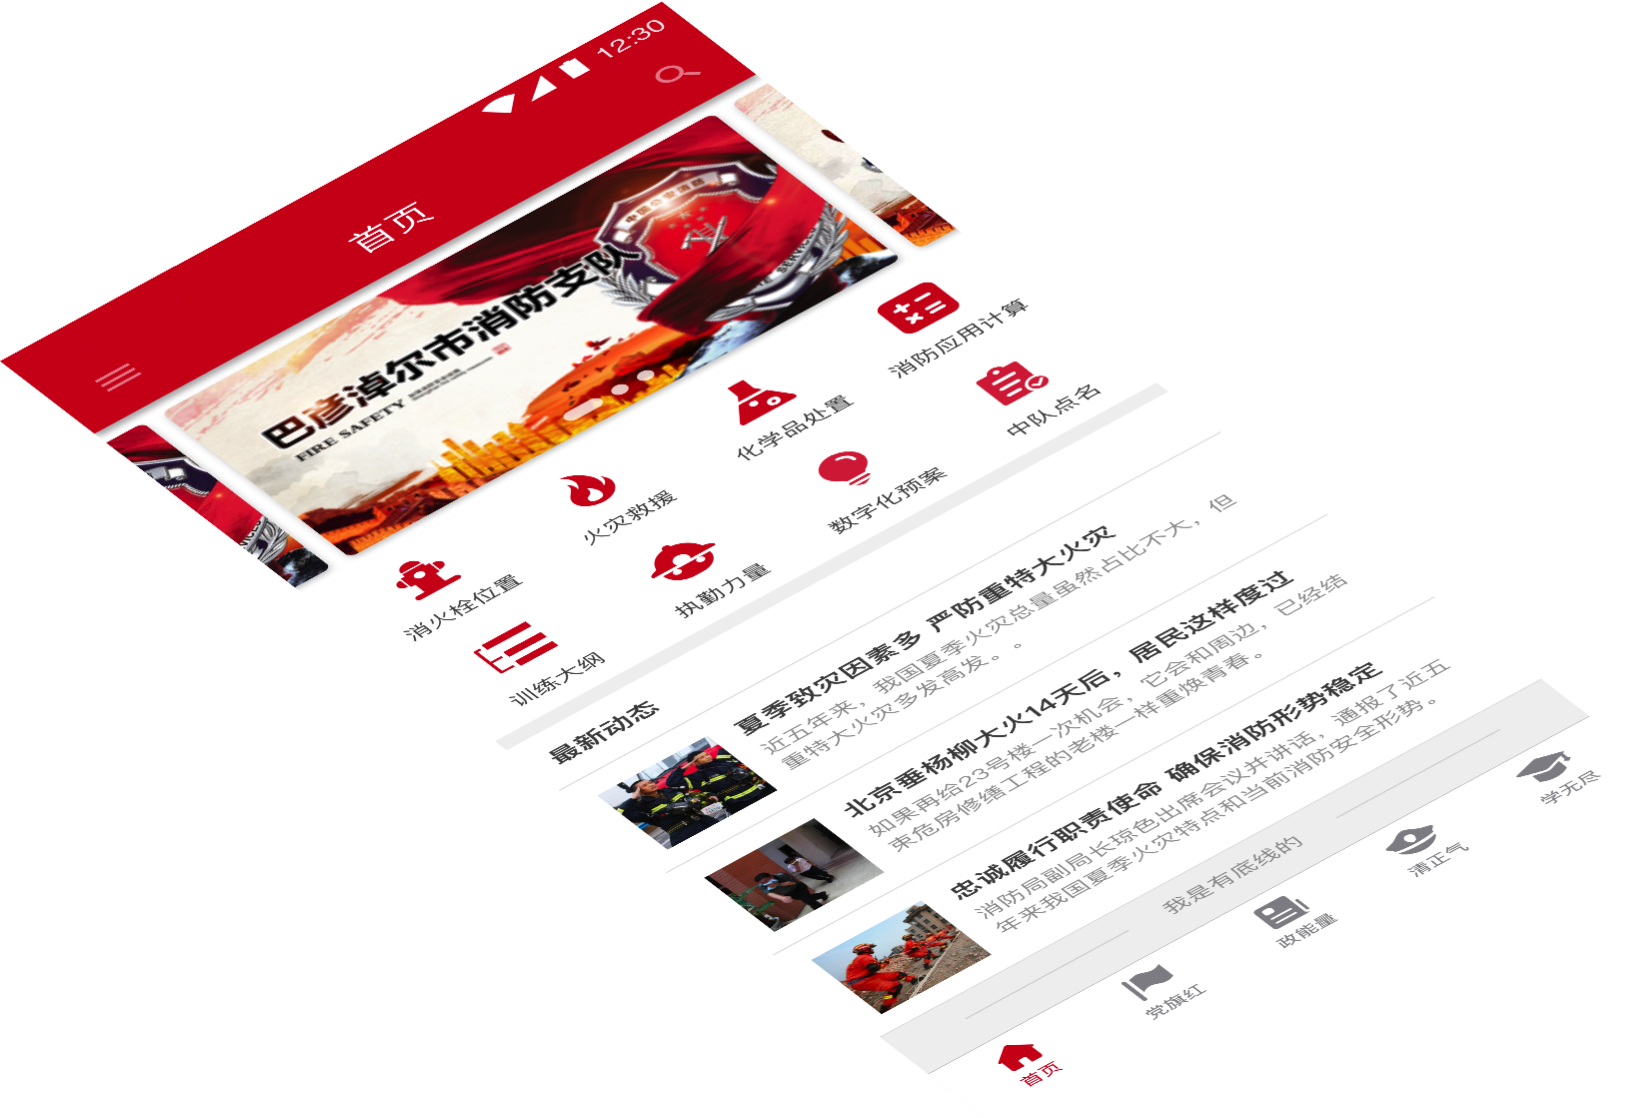 12:30
首页
巴彦淖尔市消防支队
FIRE SAFETY
消火栓位置
火灾救援
化学品处置
消防应用计算
训练大纲
执勤力量
数字化预案
中队点名
最新动态
夏季致灾因素多 严防重特大火灾
近五年来，我国夏季火灾总量虽然占比不大，但
重特大火灾多发高发。。
北京垂杨柳大火14天后，居民这样度过
如果再给23号楼一次机会，它会和周边，已经结
束危房修缮工程的老楼一样重焕青春。
忠诚履行职责使命 确保消防形势稳定
消防局副局长琼色出席会议并讲话，通报了近五
年来我国夏季火灾特点和当前消防安全形势。
我是有底线的
首页
党旗红
政能量
清正气
学无尽